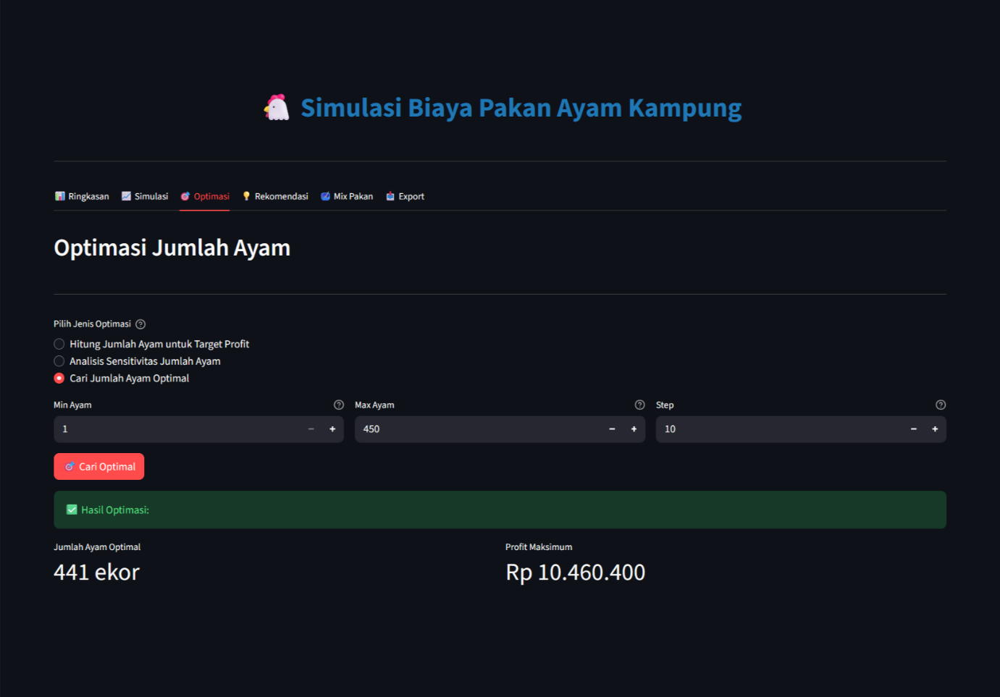 Simulasi Biaya Pakan Ayam Kampung
Ringkasan Simulasi Optimasi Rekomendasi Mix Pakan Export
Optimasi Jumlah Ayam
Pilih Jenis Optimasi
Hitung Jumlah Ayam untuk Target Profit
Analisis Sensitivitas Jumlah Ayam
Cari Jumlah Ayam Optimal
Min Ayam Max Ayam Step
1 − + 450 − + 10 − +
Cari Optimal
Hasil Optimasi:
Jumlah Ayam Optimal Profit Maksimum
441 ekor Rp 10.460.400